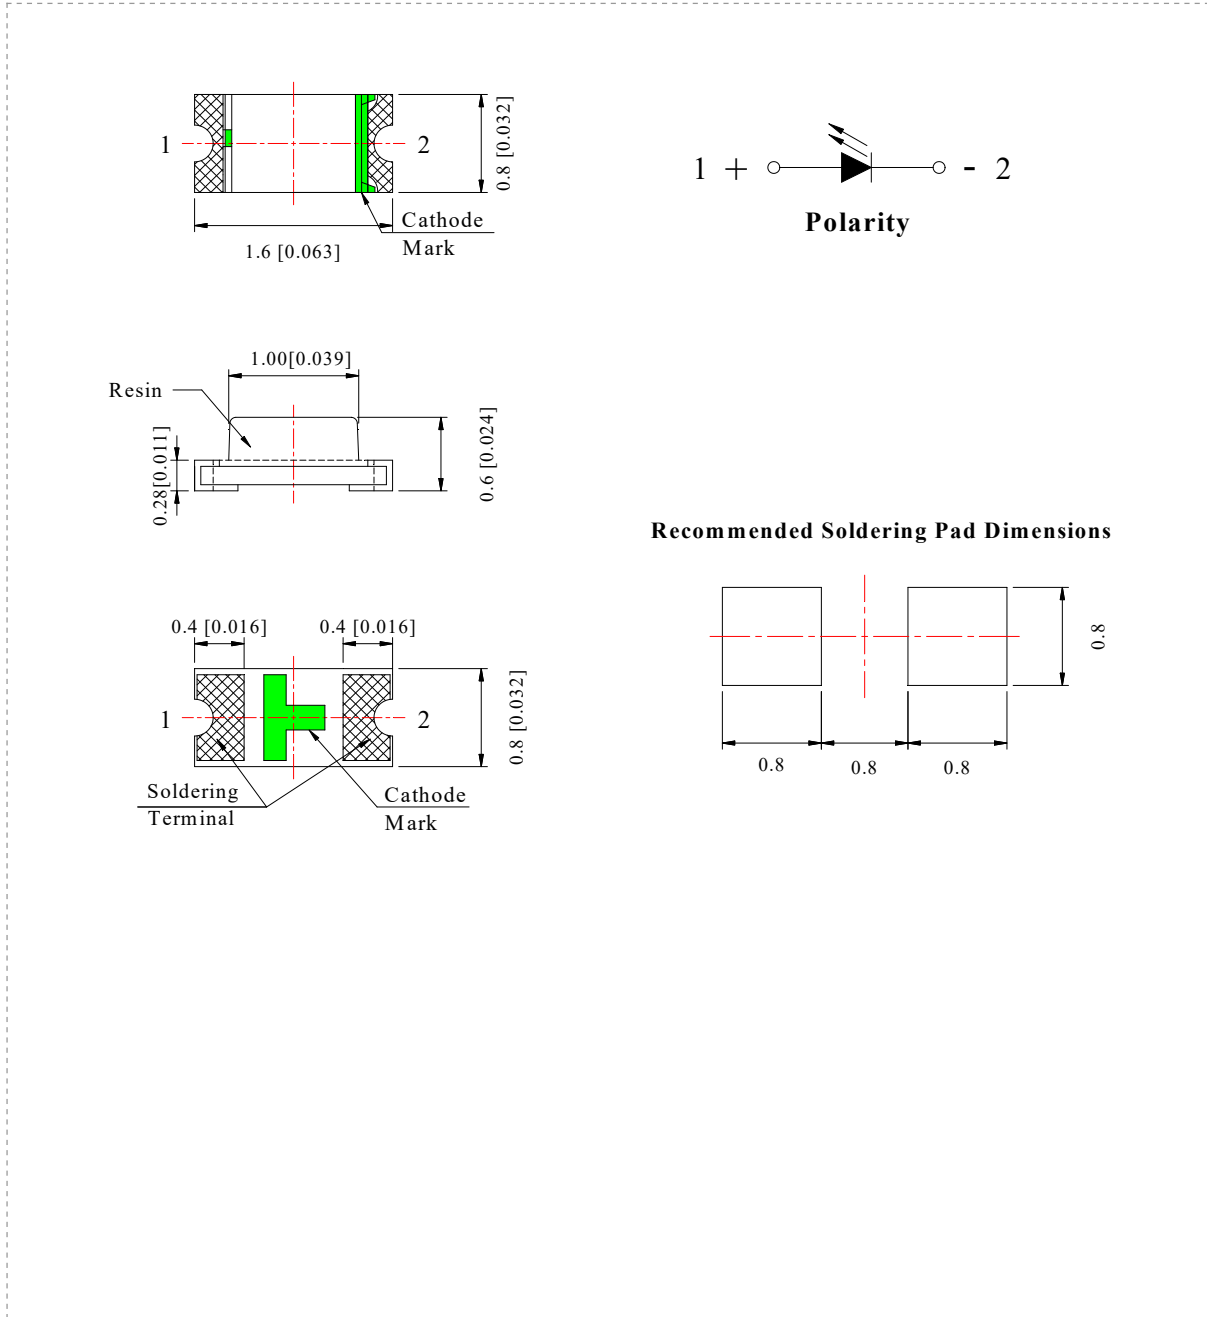 1
2
0.8 [0.032]
Cathode
Mark
1.6 [0.063]
1 +
- 2
Polarity
1.00[0.039]
Resin
0.28[0.011]
0.6 [0.024]
Recommended Soldering Pad Dimensions
0.8
0.8
0.8
0.8
0.4 [0.016]
0.4 [0.016]
1
2
0.8 [0.032]
Soldering
Terminal
Cathode
Mark